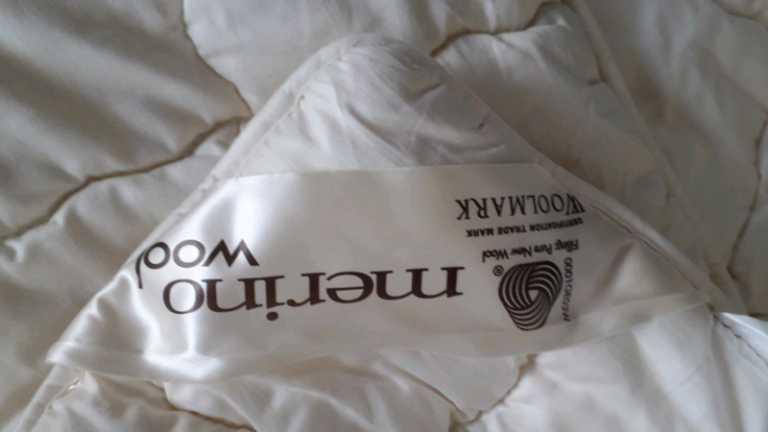 merino
wool
Filling: Pure New Wool
CERTIFICATION TRADE MARK
WOOLMARK